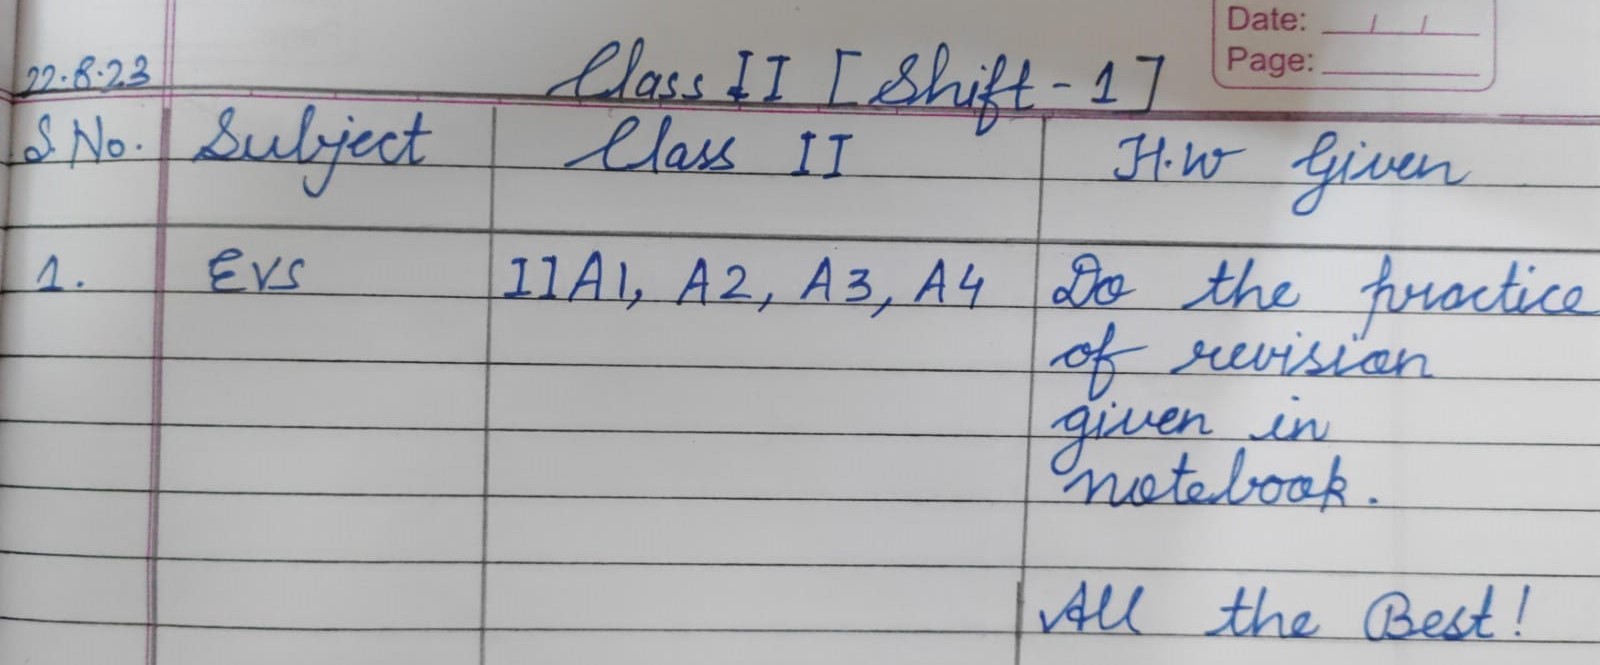 Date: / /
Page:
22.8.23 Class II [Shift-1]
S.No. Subject Class II H.W Given
1. EVS IIA1, A2, A3, A4 Do the practice
of revision
given in
notebook.
All the Best!